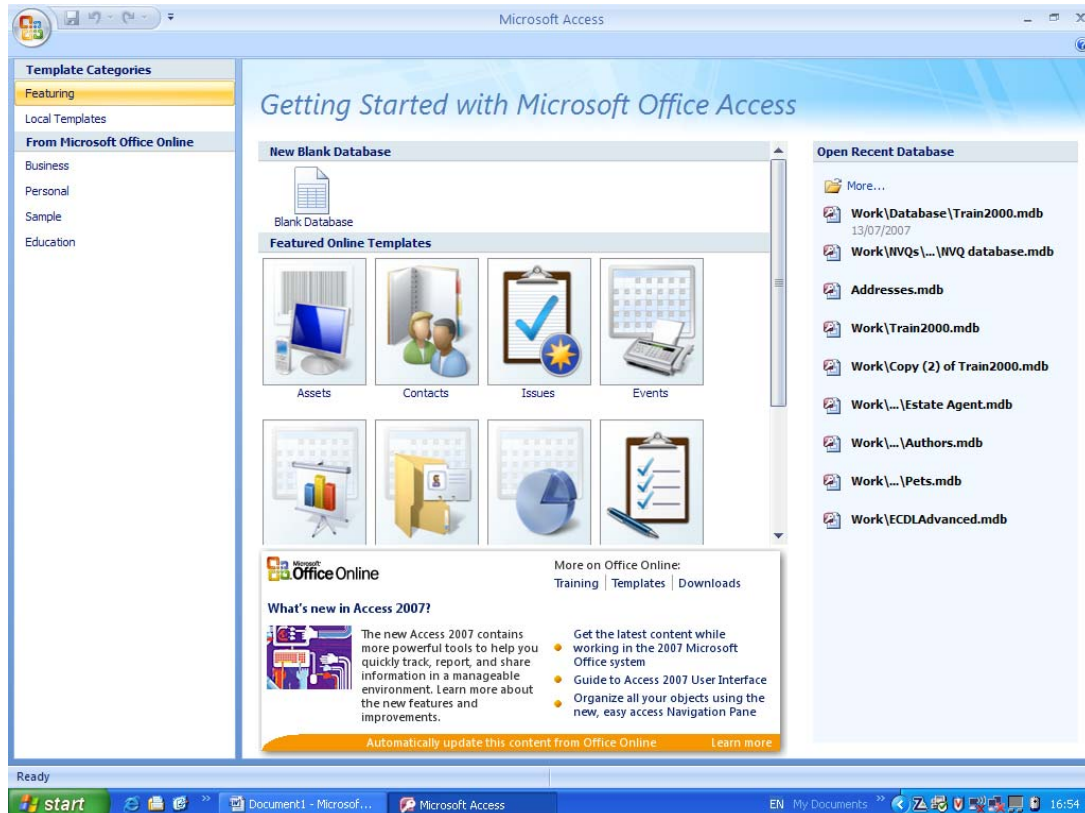 Microsoft Access
Template Categories
Featuring
Local Templates
From Microsoft Office Online
Business
Personal
Sample
Education
Getting Started with Microsoft Office Access
New Blank Database
Blank Database
Featured Online Templates
Assets
Contacts
Issues
Events
Microsoft
Office Online
More on Office Online:
Training | Templates | Downloads
What's new in Access 2007?
The new Access 2007 contains
more powerful tools to help you
quickly track, report, and share
information in a manageable
environment. Learn more about
the new features and
improvements.
Get the latest content while
working in the 2007 Microsoft
Office system
Guide to Access 2007 User Interface
Organize all your objects using the
new, easy access Navigation Pane
Automatically update this content from Office Online Learn more
Open Recent Database
More...
Work\Database\Train2000.mdb
13/07/2007
Work\NVQs\...\NVQ database.mdb
Addresses.mdb
Work\Train2000.mdb
Work\Copy (2) of Train2000.mdb
Work\...\Estate Agent.mdb
Work\...\Authors.mdb
Work\...\Pets.mdb
Work\ECDLAdvanced.mdb
Ready
start
Document1 - Microsof...
Microsoft Access
EN My Documents
16:54